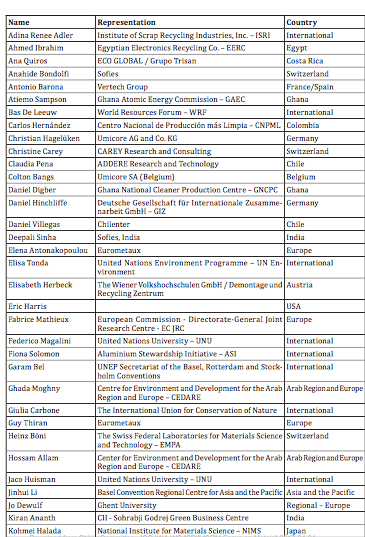 Name Representation Country
Adina Renee Adler Institute of Scrap Recycling Industries, Inc. – ISRI International
Ahmed Ibrahim Egyptian Electronics Recycling Co. – EERC Egypt
Ana Quiros ECO GLOBAL / Grupo Trisan Costa Rica
Anahide Bondolfi Sofies Switzerland
Antonio Barona Vertech Group France/Spain
Atiemo Sampson Ghana Atomic Energy Commission – GAEC Ghana
Bas De Leeuw World Resources Forum – WRF International
Carlos Hernández Centro Nacional de Producción más Limpia – CNPML Colombia
Christian Hagelüken Umicore AG and Co. KG Germany
Christine Carey CAREY Research and Consulting Switzerland
Claudia Pena ADDERE Research and Technology Chile
Colton Bangs Umicore SA (Belgium) Belgium
Daniel Digber Ghana National Cleaner Production Centre – GNCPC Ghana
Daniel Hinchliffe Deutsche Gesellschaft für Internationale Zusamme- Germany
narbeit GmbH – GIZ
Daniel Villegas Chilenter Chile
Deepali Sinha Sofies, India India
Elena Antonakopoulou Eurometaux Europe
Elisa Tonda United Nations Environment Programme – UN En- International
vironment
Elisabeth Herbeck The Wiener Volkshochschulen GmbH / Demontage und Austria
Recycling Zentrum
Eric Harris USA
Fabrice Mathieux European Commission - Directorate-General Joint Europe
Research Centre - EC JRC
Federico Magalini United Nations University – UNU International
Fiona Solomon Aluminium Stewardship Initiative – ASI International
Garam Bel UNEP Secretariat of the Basel, Rotterdam and Stock- International
holm Conventions
Ghada Moghny Centre for Environment and Development for the Arab Arab Region and Europe
Region and Europe – CEDARE
Giulia Carbone The International Union for Conservation of Nature International
Guy Thiran Eurometaux Europe
Heinz Böni The Swiss Federal Laboratories for Materials Science Switzerland
and Technology – EMPA
Hossam Allam Center for Environment and Development for the Arab Arab Region and Europe
Region and Europe – CEDARE
Jaco Huisman United Nations University – UNU International
Jinhui Li Basel Convention Regional Centre for Asia and the Pacific Asia and the Pacific
Jo Dewulf Ghent University Regional – Europe
Kiran Ananth CII - Sohrabji Godrej Green Business Centre India
Kohmei Halada National Institute for Materials Science – NIMS Japan